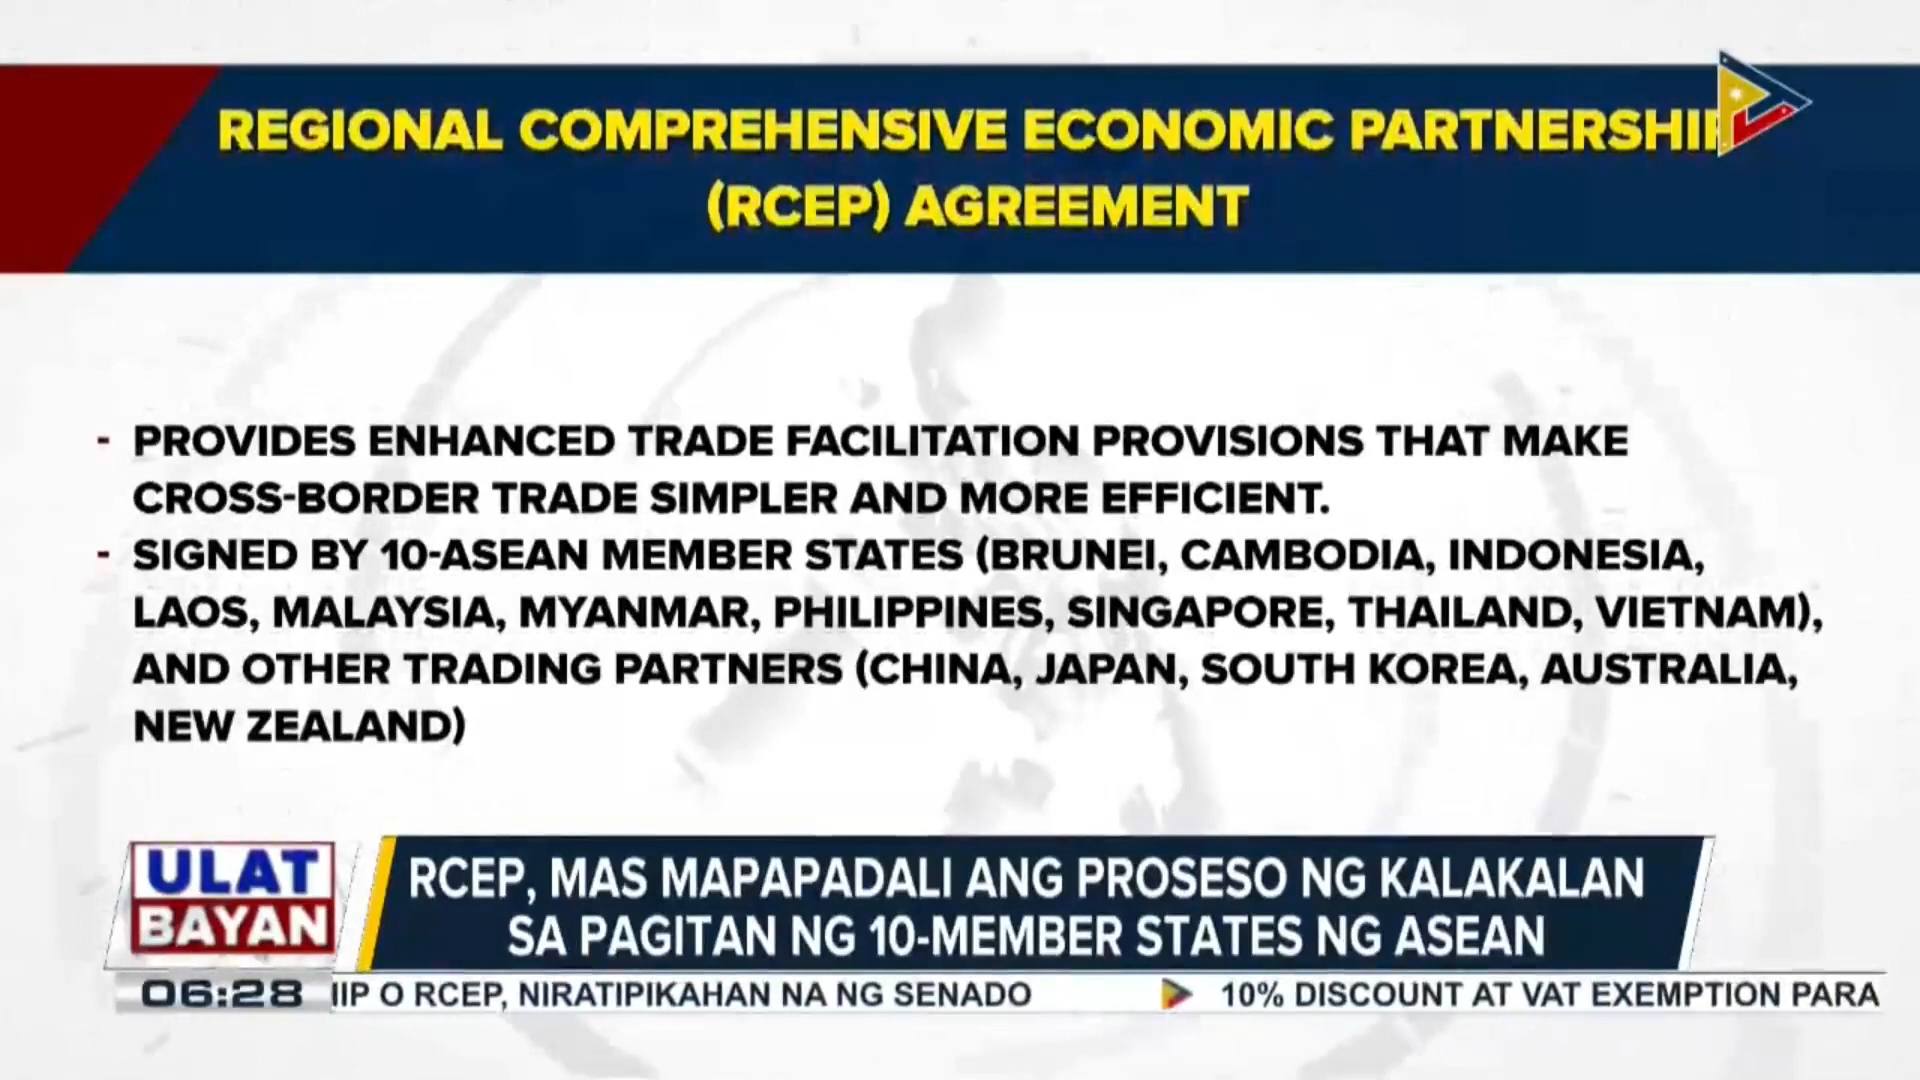 REGIONAL COMPREHENSIVE ECONOMIC PARTNERSHIP
(RCEP) AGREEMENT
- PROVIDES ENHANCED TRADE FACILITATION PROVISIONS THAT MAKE
CROSS-BORDER TRADE SIMPLER AND MORE EFFICIENT.
- SIGNED BY 10-ASEAN MEMBER STATES (BRUNEI, CAMBODIA, INDONESIA,
LAOS, MALAYSIA, MYANMAR, PHILIPPINES, SINGAPORE, THAILAND, VIETNAM),
AND OTHER TRADING PARTNERS (CHINA, JAPAN, SOUTH KOREA, AUSTRALIA,
NEW ZEALAND)
ULAT
BAYAN
RCEP, MAS MAPAPADALI ANG PROSESO NG KALAKALAN
SA PAGITAN NG 10-MEMBER STATES NG ASEAN
06:28 IIP O RCEP, NIRATIPIKAHAN NA NG SENADO 10% DISCOUNT AT VAT EXEMPTION PARA